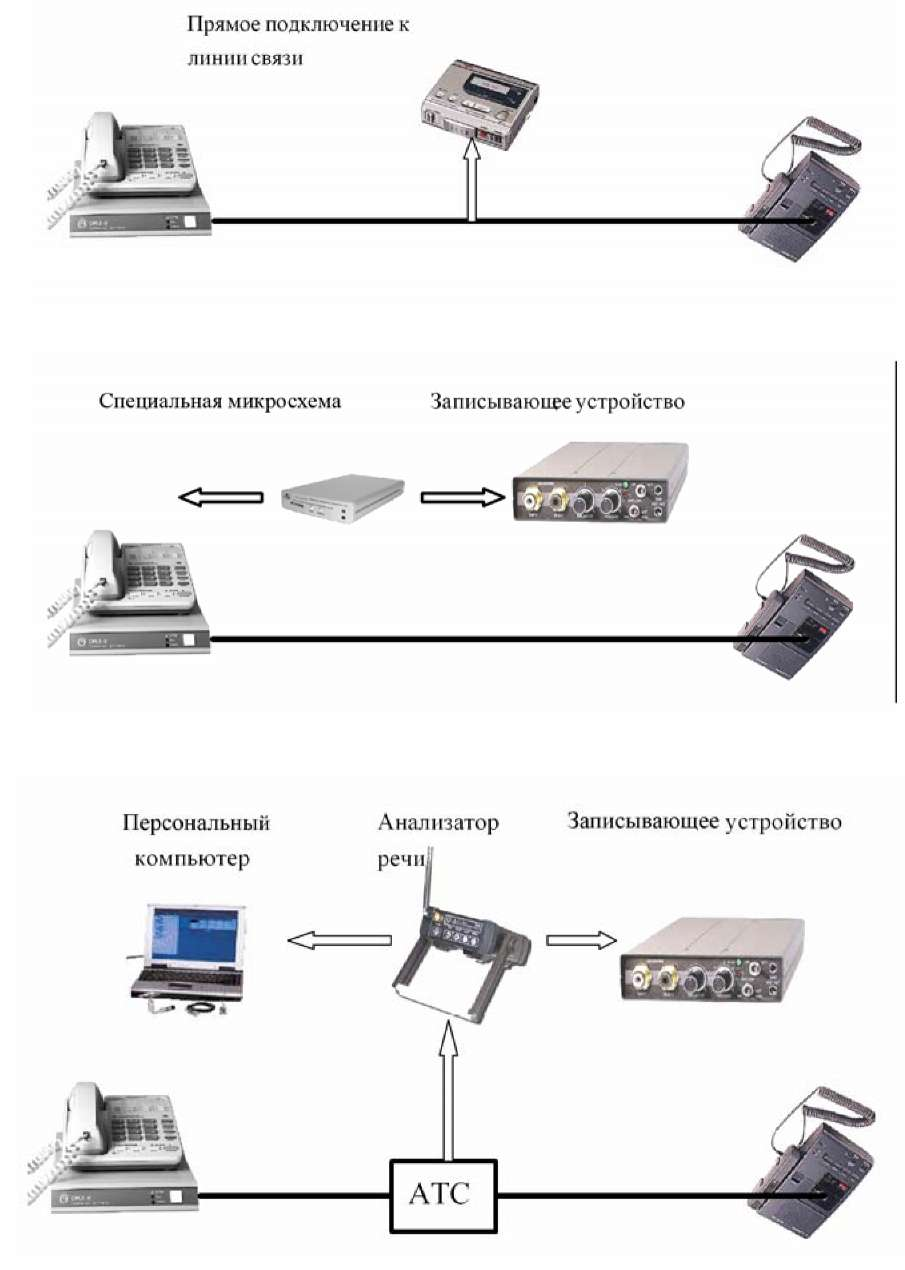 Прямое подключение к
линии связи
Специальная микросхема
Записывающее устройство
Персональный
компьютер
Анализатор
речи
Записывающее устройство
АТС